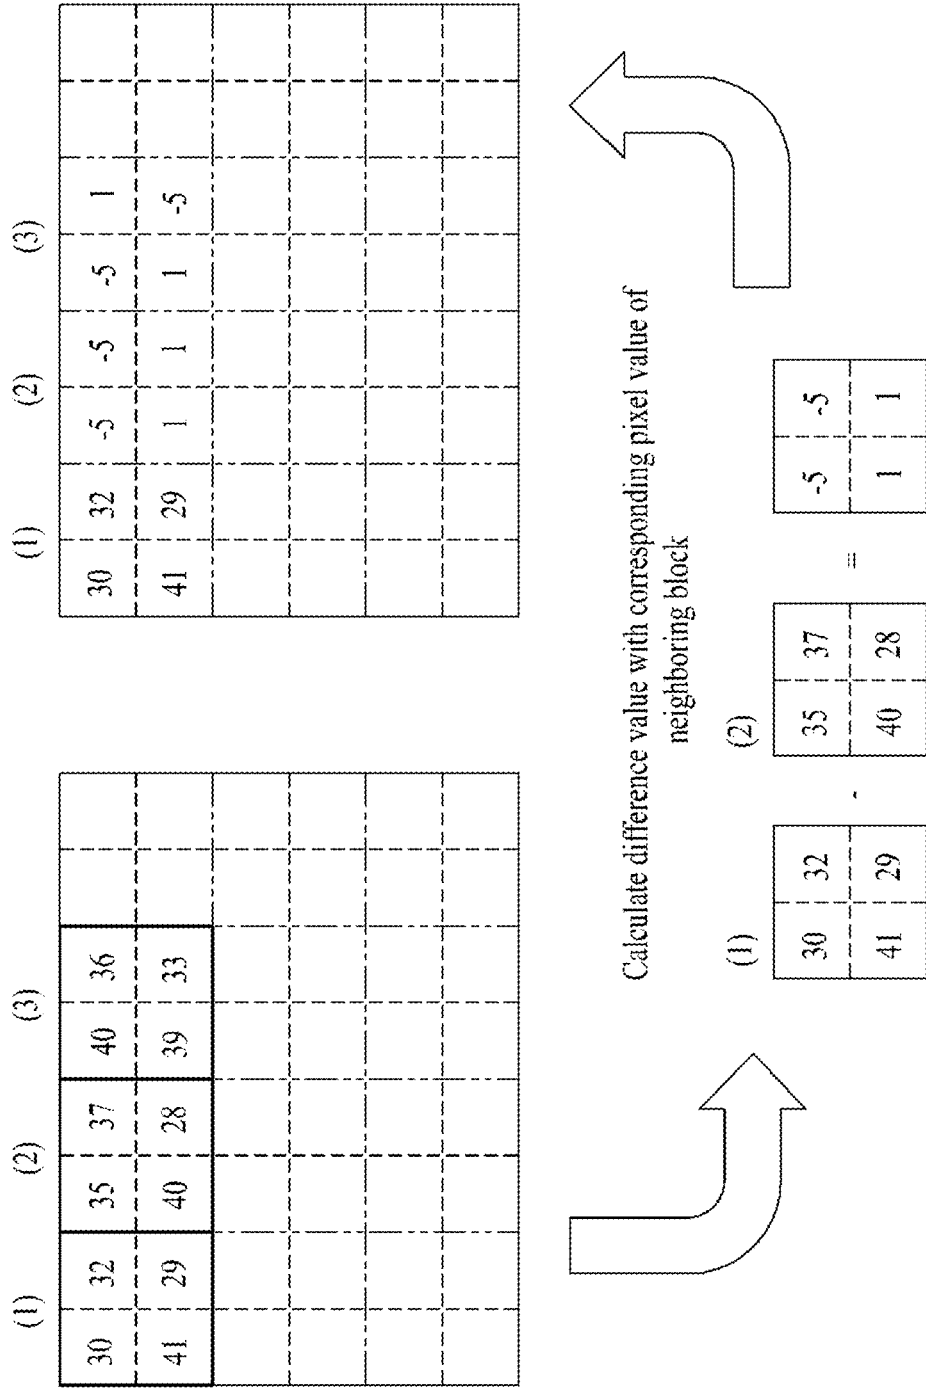 (1) (2) (3)
30 32 35 37 40 36
41 29 40 28 39 33
(1) (2) (3)
30 32 -5 -5 -5 1
41 29 1 1 1 -5
Calculate difference value with corresponding pixel value of
neighboring block
(1) (2)
30 32 35 37 -5 -5
- =
41 29 40 28 1 1